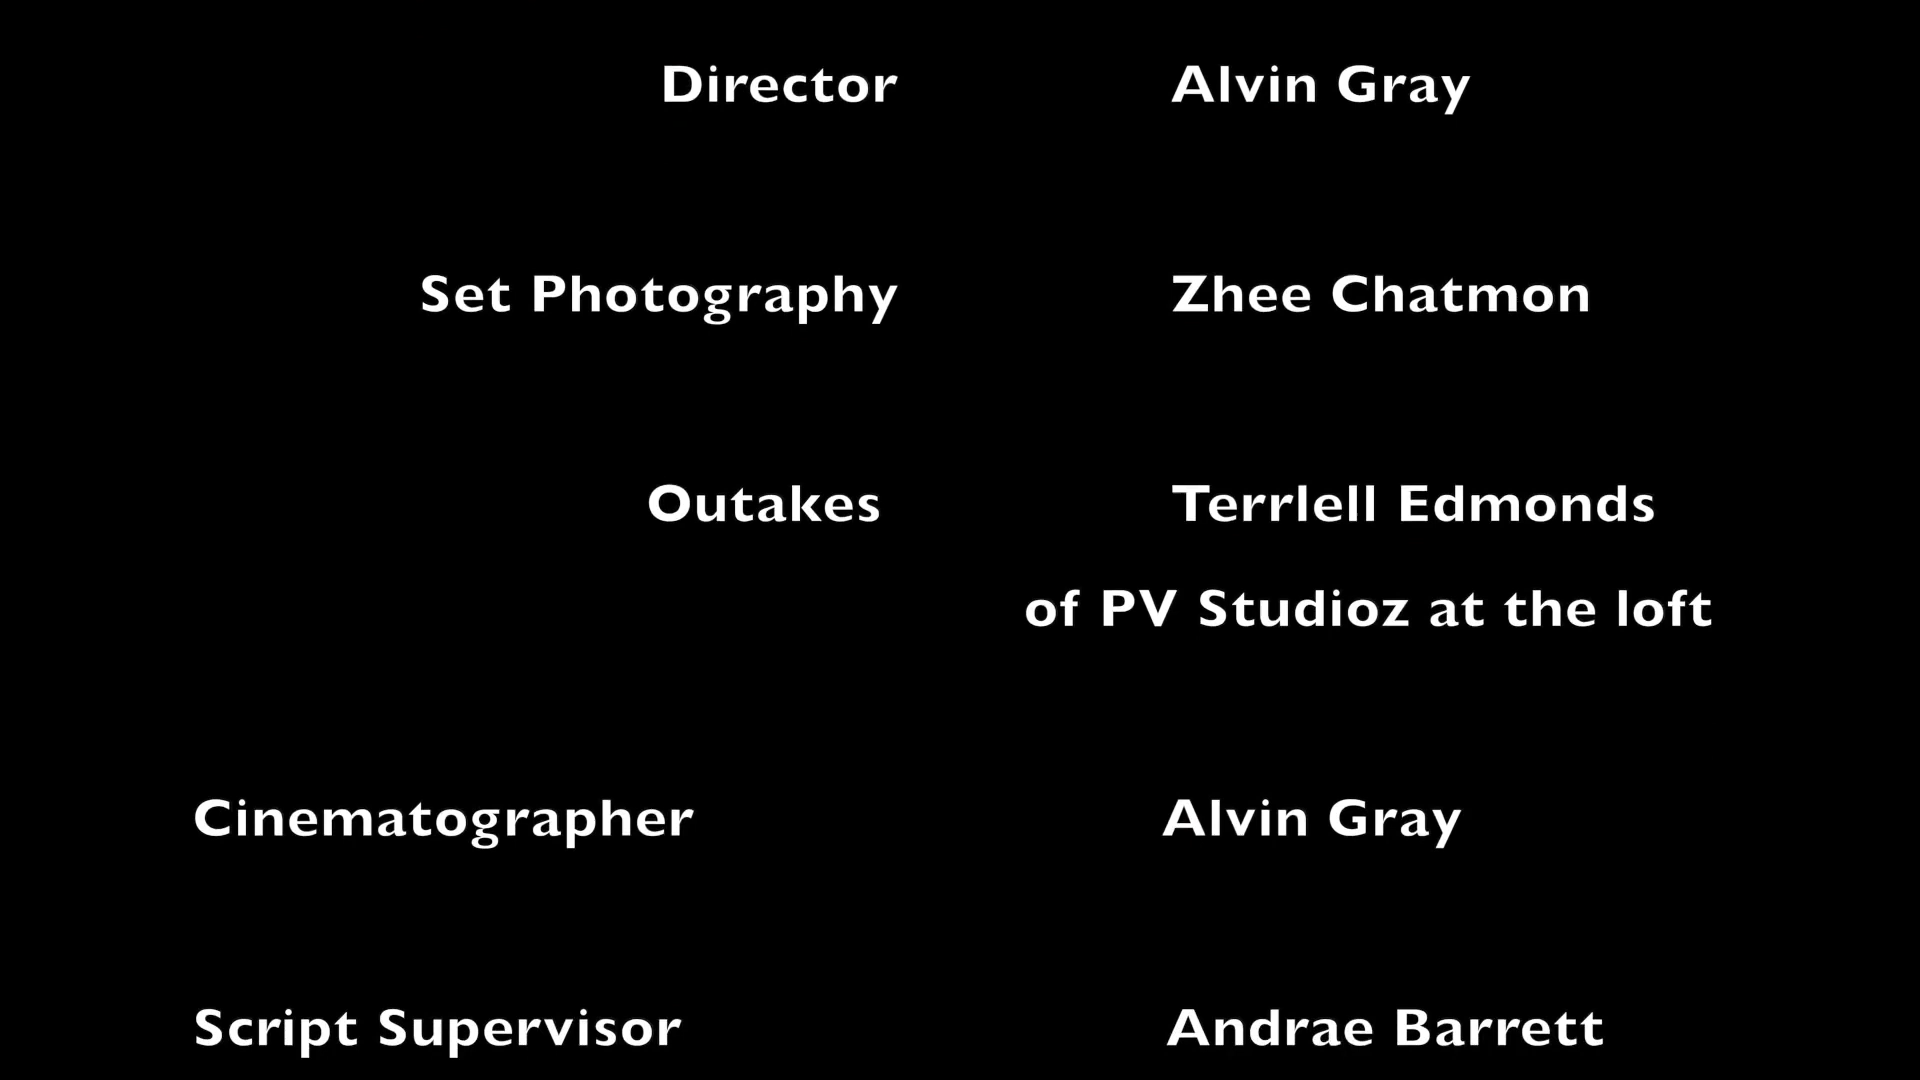 Director Alvin Gray
Set Photography Zhee Chatmon
Outakes Terrlell Edmonds
of PV Studioz at the loft
Cinematographer Alvin Gray
Script Supervisor Andrae Barrett